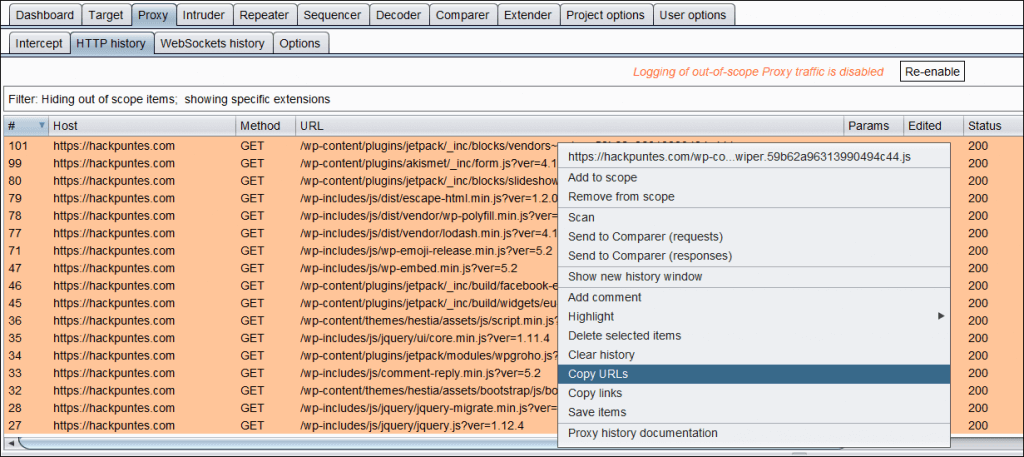 Dashboard Target Proxy Intruder Repeater Sequencer Decoder Comparer Extender Project options User options
Intercept HTTP history WebSockets history Options
Logging of out-of-scope Proxy traffic is disabled Re-enable
Filter: Hiding out of scope items; showing specific extensions
# Host Method URL Params Edited Status
101 https://hackpuntes.com GET /wp-content/plugins/jetpack/_inc/blocks/vendors~ 200
https://hackpuntes.com/wp-co...wiper.59b62a96313990494c44.js
99 https://hackpuntes.com GET /wp-content/plugins/akismet/_inc/form.js?ver=4.1 200
Add to scope
80 https://hackpuntes.com GET /wp-content/plugins/jetpack/_inc/blocks/slideshow 200
Remove from scope
79 https://hackpuntes.com GET /wp-includes/js/dist/escape-html.min.js?ver=1.2.0 200
Scan
78 https://hackpuntes.com GET /wp-includes/js/dist/vendor/wp-polyfill.min.js?ver= 200
Send to Comparer (requests)
77 https://hackpuntes.com GET /wp-includes/js/dist/vendor/lodash.min.js?ver=4.1 200
Send to Comparer (responses)
71 https://hackpuntes.com GET /wp-includes/js/wp-emoji-release.min.js?ver=5.2 200
Show new history window
47 https://hackpuntes.com GET /wp-includes/js/wp-embed.min.js?ver=5.2 200
Add comment
46 https://hackpuntes.com GET /wp-content/plugins/jetpack/_inc/build/facebook-e 200
Highlight
45 https://hackpuntes.com GET /wp-content/plugins/jetpack/_inc/build/widgets/eu 200
Delete selected items
36 https://hackpuntes.com GET /wp-content/themes/hestia/assets/js/script.min.js? 200
Clear history
35 https://hackpuntes.com GET /wp-includes/js/jquery/ui/core.min.js?ver=1.11.4 200
34 https://hackpuntes.com GET /wp-content/plugins/jetpack/modules/wpgroho.js? 200
Copy URLs
33 https://hackpuntes.com GET /wp-includes/js/comment-reply.min.js?ver=5.2 200
Copy links
32 https://hackpuntes.com GET /wp-content/themes/hestia/assets/bootstrap/js/bo 200
Save items
28 https://hackpuntes.com GET /wp-includes/js/jquery/jquery-migrate.min.js?ver= 200
27 https://hackpuntes.com GET /wp-includes/js/jquery/jquery.js?ver=1.12.4 200
Proxy history documentation